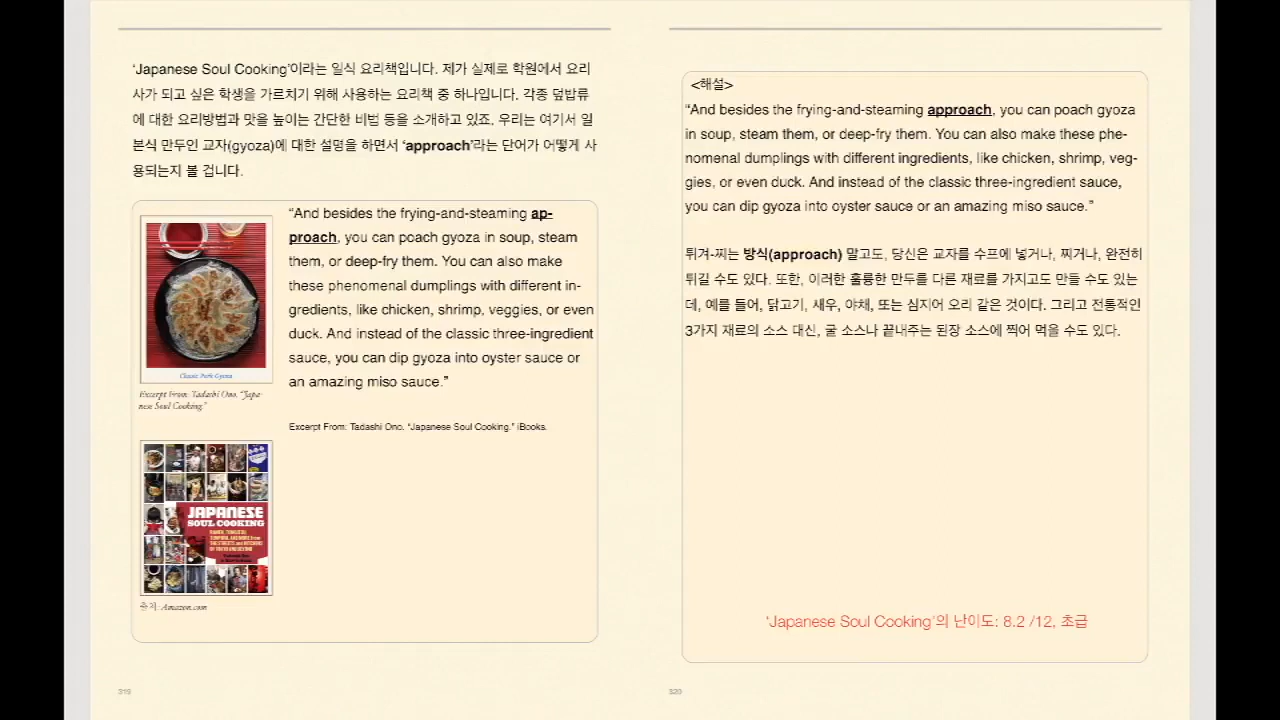 ‘Japanese Soul Cooking’이라는 일식 요리책입니다. 제가 실제로 학원에서 요리
사가 되고 싶은 학생을 가르치기 위해 사용하는 요리책 중 하나입니다. 각종 덮밥류
에 대한 요리방법과 맛을 높이는 간단한 비법 등을 소개하고 있죠. 우리는 여기서 일
본식 만두인 교자(gyoza)에 대한 설명을 하면서 ‘approach’라는 단어가 어떻게 사
용되는지 볼 겁니다.
“And besides the frying-and-steaming ap-
proach, you can poach gyoza in soup, steam
them, or deep-fry them. You can also make
these phenomenal dumplings with different in-
gredients, like chicken, shrimp, veggies, or even
duck. And instead of the classic three-ingredient
sauce, you can dip gyoza into oyster sauce or
an amazing miso sauce.”
Excerpt From: Tadashi Ono. “Japanese Soul Cooking.” iBooks.
Classic Pork Gyoza
Excerpt From: Tadashi Ono. “Japa-
nese Soul Cooking.”
JAPANESE
SOUL COOKING
출처: Amazon.com
319
<해설>
“And besides the frying-and-steaming approach, you can poach gyoza
in soup, steam them, or deep-fry them. You can also make these phe-
nomenal dumplings with different ingredients, like chicken, shrimp, veg-
gies, or even duck. And instead of the classic three-ingredient sauce,
you can dip gyoza into oyster sauce or an amazing miso sauce.”
튀겨-찌는 방식(approach) 말고도, 당신은 교자를 수프에 넣거나, 찌거나, 완전히
튀길 수도 있다. 또한, 이러한 훌륭한 만두를 다른 재료를 가지고도 만들 수도 있는
데, 예를 들어, 닭고기, 새우, 야채, 또는 심지어 오리 같은 것이다. 그리고 전통적인
3가지 재료의 소스 대신, 굴 소스나 끝내주는 된장 소스에 찍어 먹을 수도 있다.
‘Japanese Soul Cooking’의 난이도: 8.2 /12, 초급
320